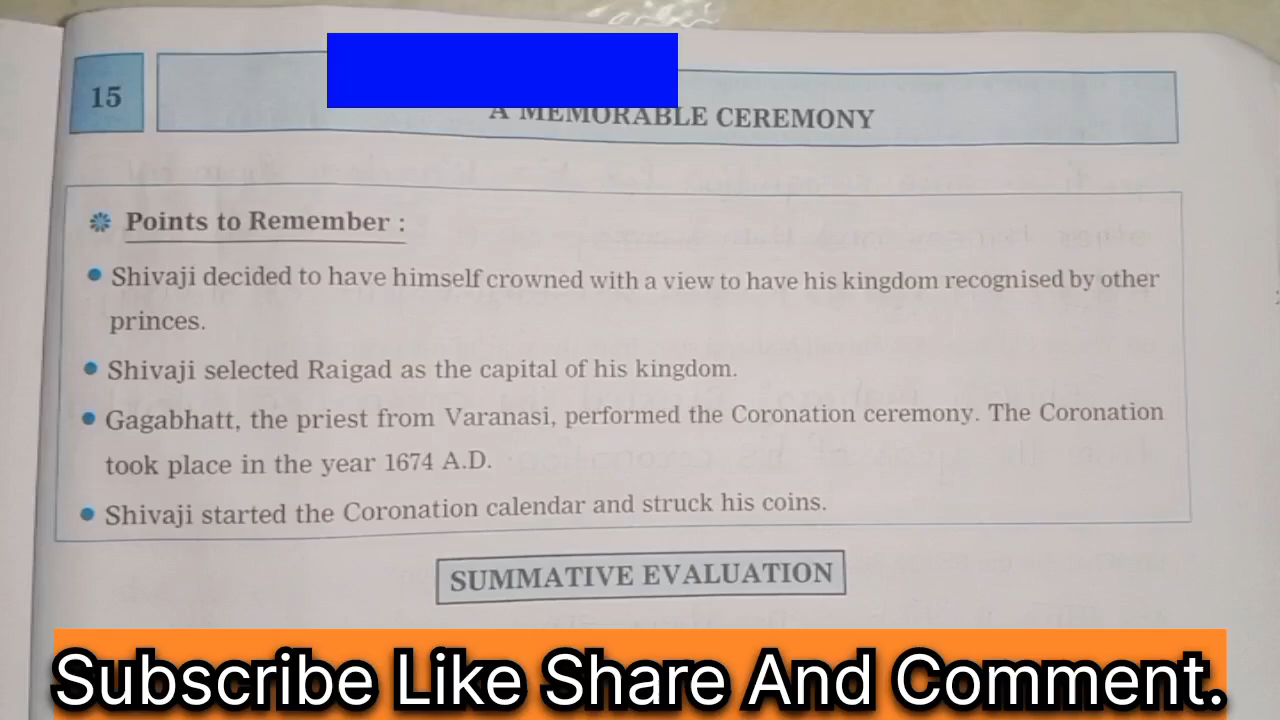 15
A MEMORABLE CEREMONY
Points to Remember :
Shivaji decided to have himself crowned with a view to have his kingdom recognised by other
princes.
Shivaji selected Raigad as the capital of his kingdom.
Gagabhatt, the priest from Varanasi, performed the Coronation ceremony. The Coronation
took place in the year 1674 A.D.
Shivaji started the Coronation calendar and struck his coins.
SUMMATIVE EVALUATION
Subscribe Like Share And Comment.